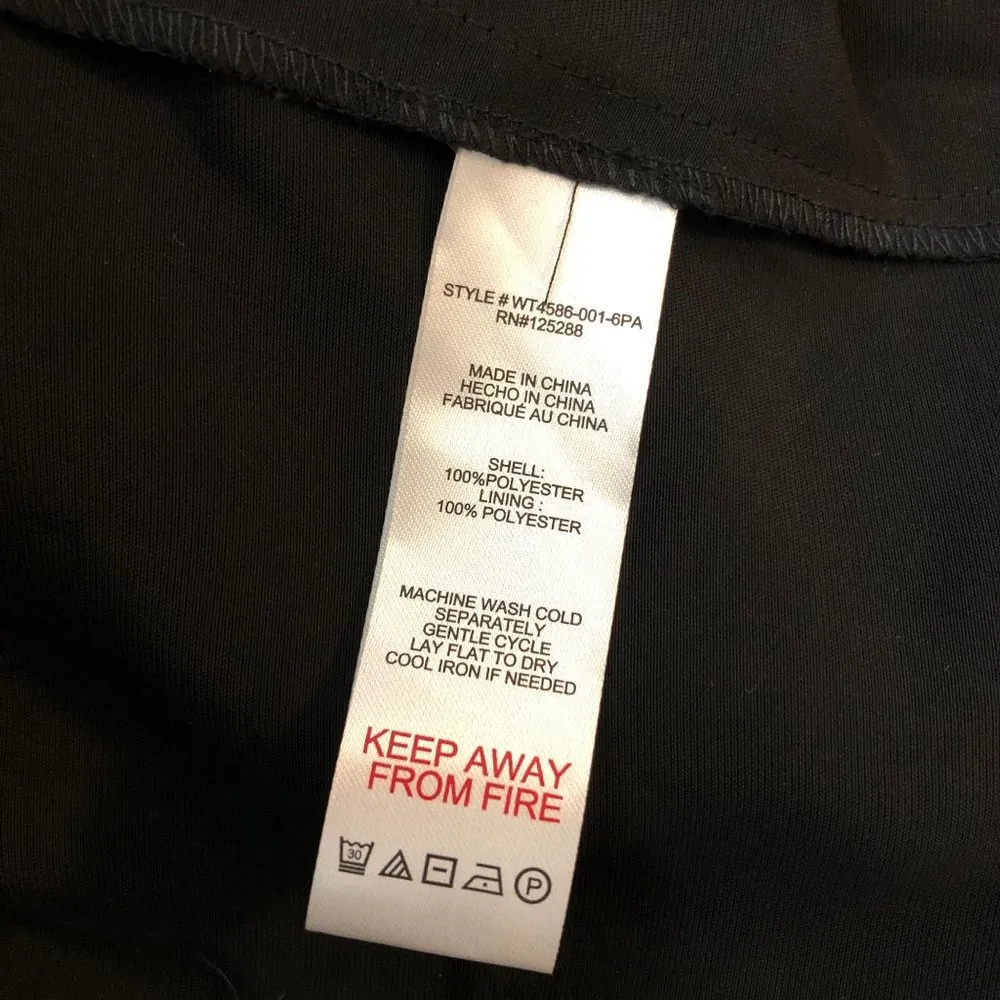 STYLE # WT4586-001-6PA
RN#125288
MADE IN CHINA
HECHO IN CHINA
FABRIQUÉ AU CHINA
SHELL:
100%POLYESTER
LINING :
100% POLYESTER
MACHINE WASH COLD
SEPARATELY
GENTLE CYCLE
LAY FLAT TO DRY
COOL IRON IF NEEDED
KEEP AWAY
FROM FIRE
30 P